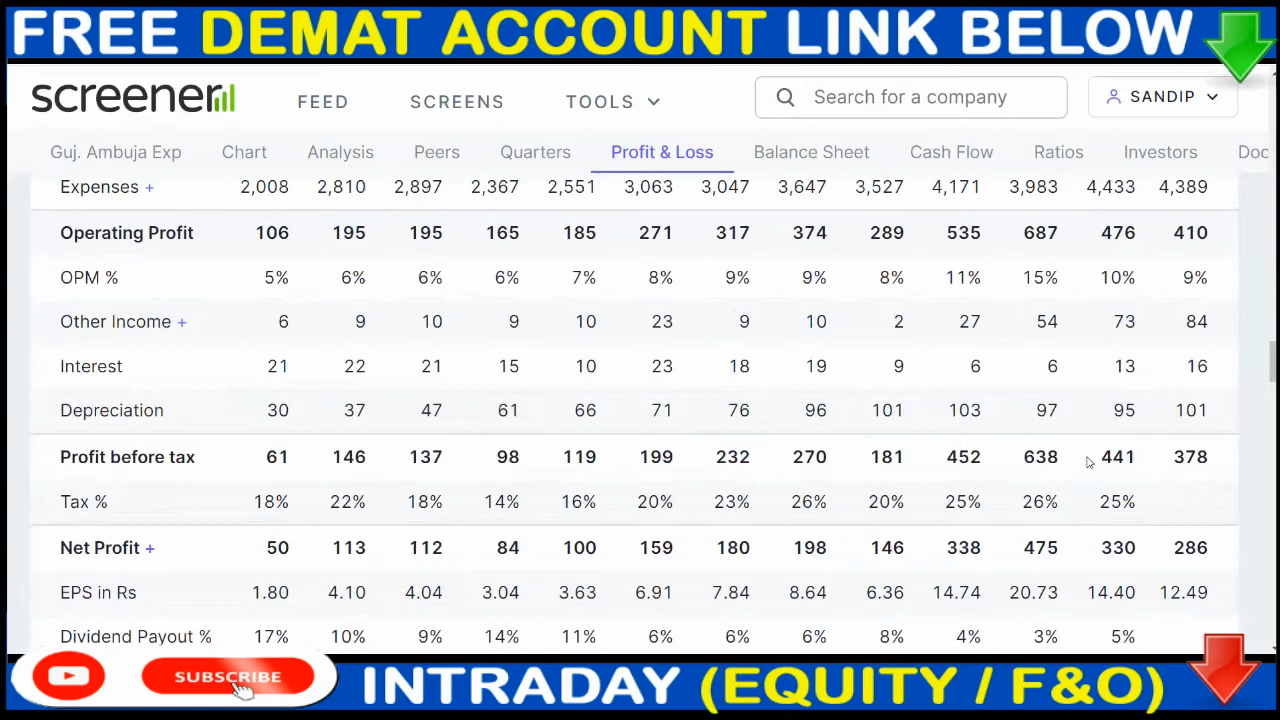 FREE DEMAT ACCOUNT LINK BELOW
screener FEED SCREENS TOOLS Search for a company SANDIP
Guj. Ambuja Exp Chart Analysis Peers Quarters Profit & Loss Balance Sheet Cash Flow Ratios Investors Doc
Expenses + 2,008 2,810 2,897 2,367 2,551 3,063 3,047 3,647 3,527 4,171 3,983 4,433 4,389
Operating Profit 106 195 195 165 185 271 317 374 289 535 687 476 410
OPM % 5% 6% 6% 6% 7% 8% 9% 9% 8% 11% 15% 10% 9%
Other Income + 6 9 10 9 10 23 9 10 2 27 54 73 84
Interest 21 22 21 15 10 23 18 19 9 6 6 13 16
Depreciation 30 37 47 61 66 71 76 96 101 103 97 95 101
Profit before tax 61 146 137 98 119 199 232 270 181 452 638 441 378
Tax % 18% 22% 18% 14% 16% 20% 23% 26% 20% 25% 26% 25%
Net Profit + 50 113 112 84 100 159 180 198 146 338 475 330 286
EPS in Rs 1.80 4.10 4.04 3.04 3.63 6.91 7.84 8.64 6.36 14.74 20.73 14.40 12.49
Dividend Payout % 17% 10% 9% 14% 11% 6% 6% 6% 8% 4% 3% 5%
SUBSCRIBE INTRADAY (EQUITY / F&O)